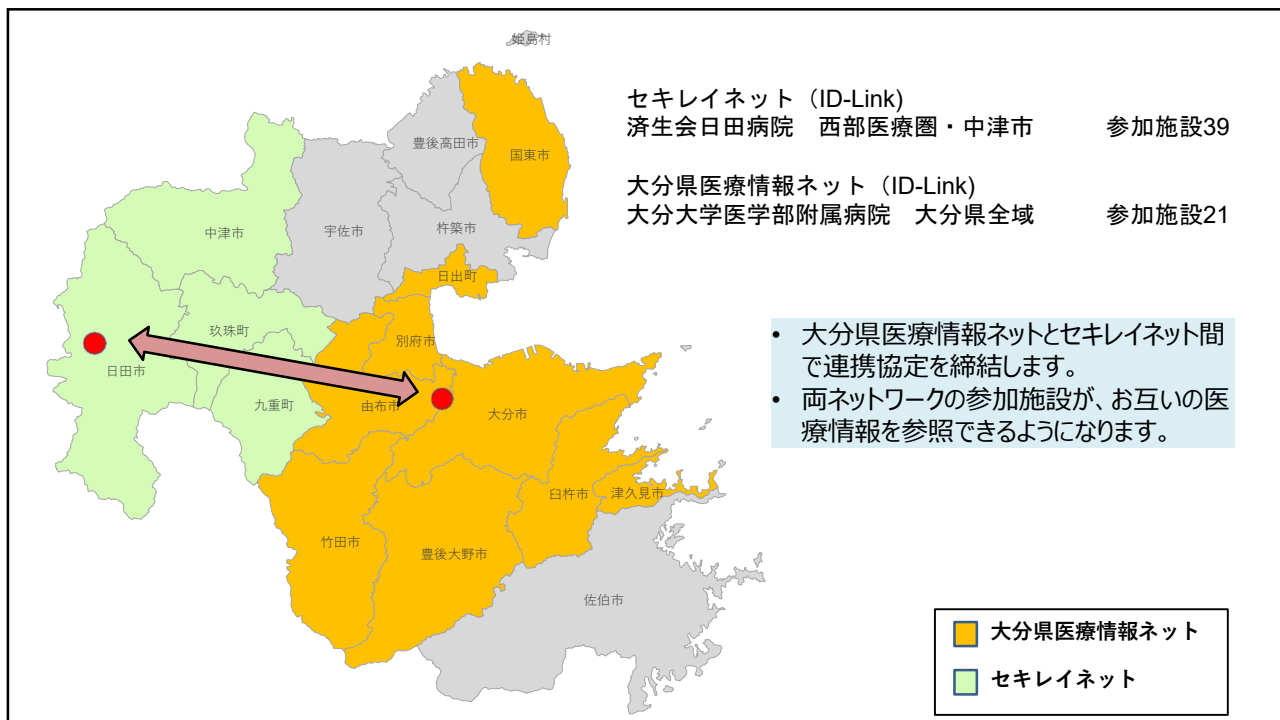 姫島村
セキレイネット（ID-Link)
済生会日田病院　西部医療圏・中津市　参加施設39
大分県医療情報ネット（ID-Link)
大分大学医学部附属病院　大分県全域　参加施設21
豊後高田市
国東市
中津市
宇佐市
杵築市
日出町
玖珠町
別府市
日田市
九重町
由布市
大分市
臼杵市
津久見市
竹田市
豊後大野市
佐伯市
• 大分県医療情報ネットとセキレイネット間
で連携協定を締結します。
• 両ネットワークの参加施設が、お互いの医
療情報を参照できるようになります。
大分県医療情報ネット
セキレイネット